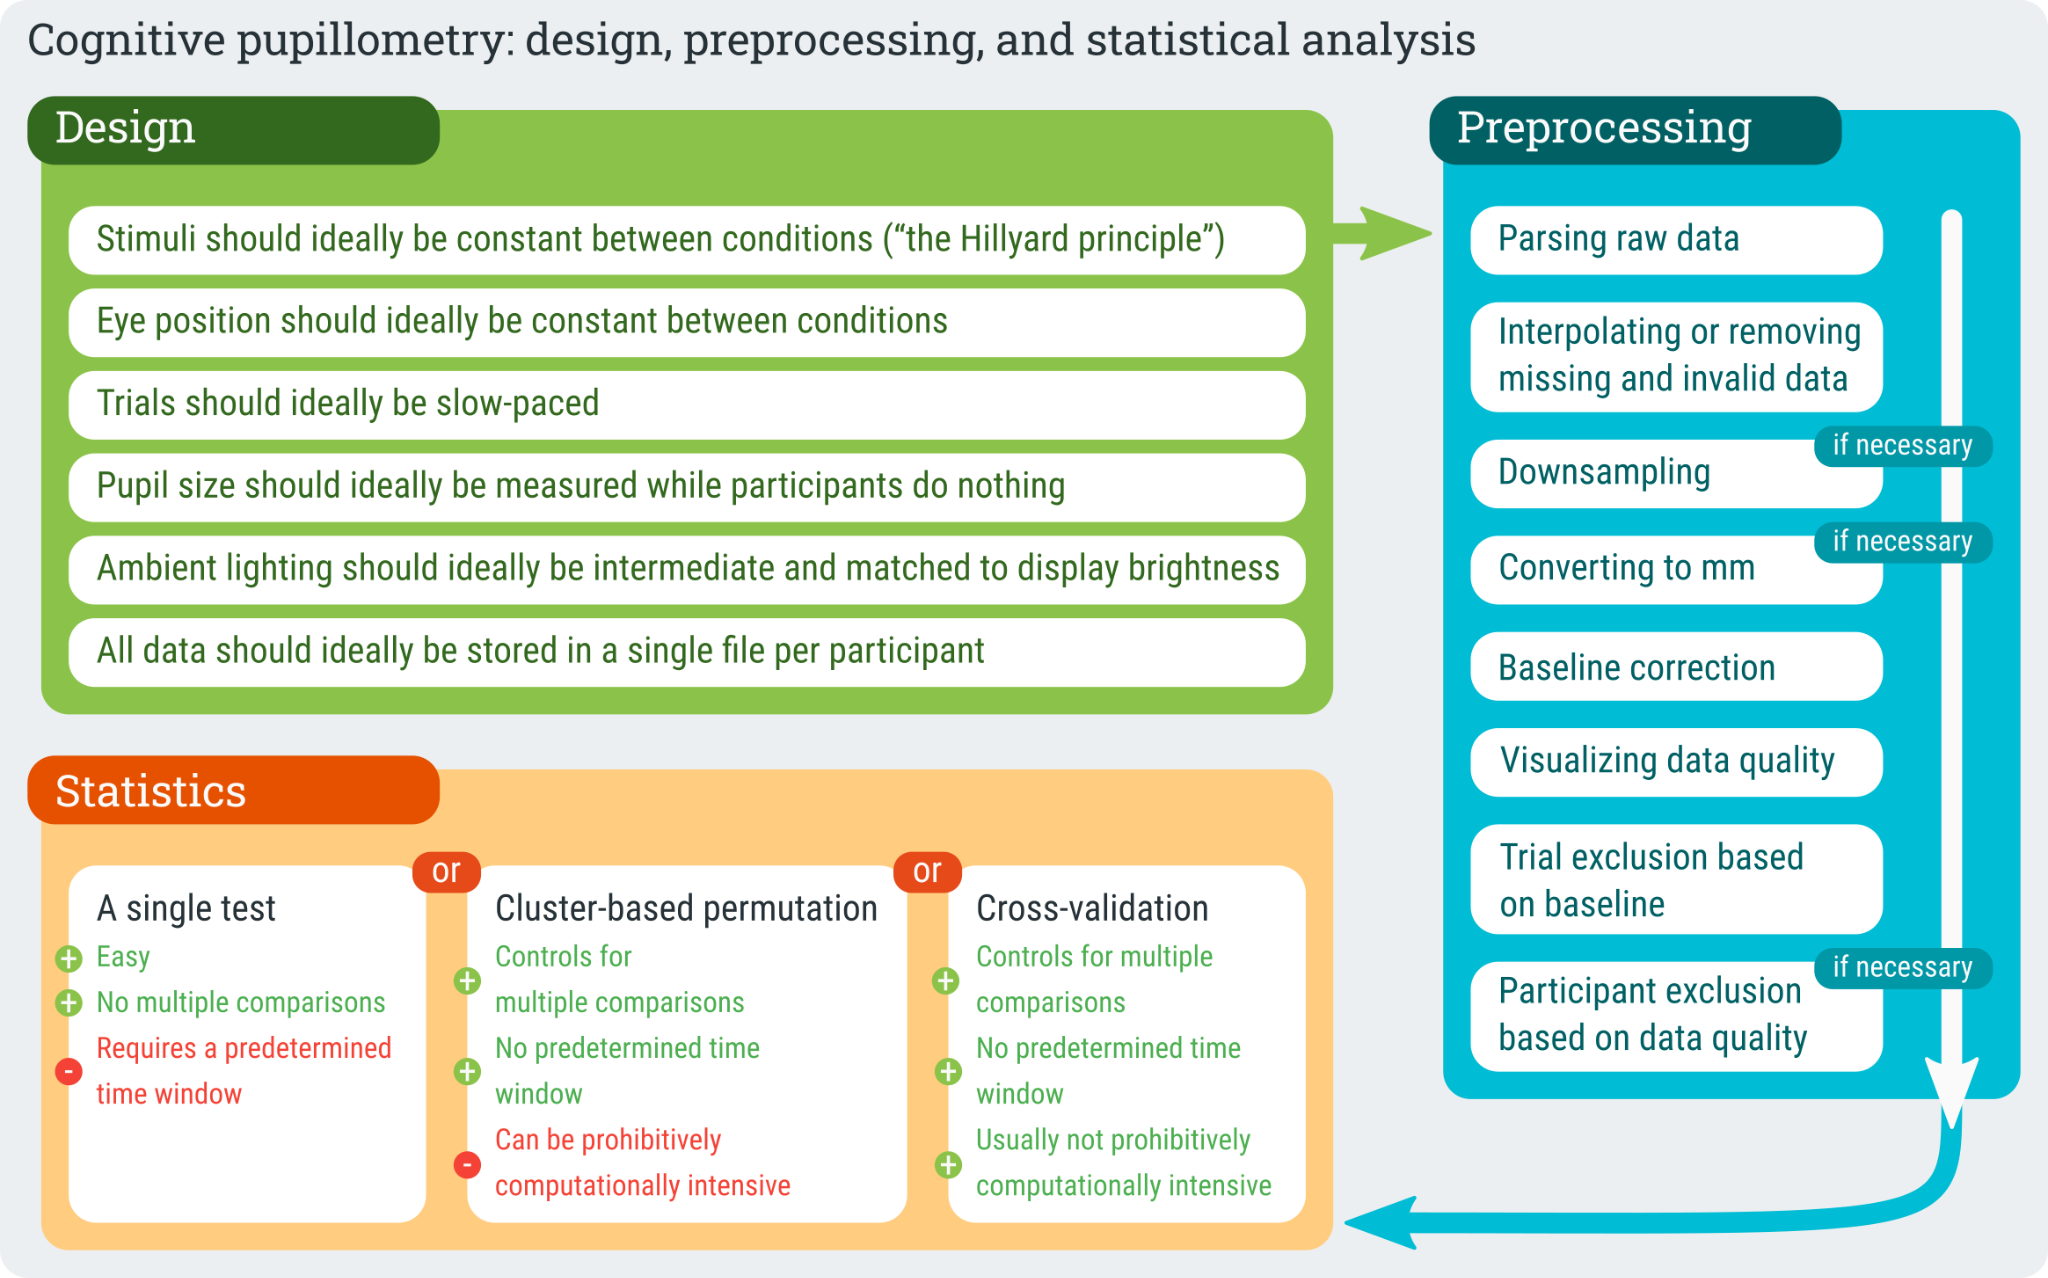 Cognitive pupillometry: design, preprocessing, and statistical analysis
Design
Stimuli should ideally be constant between conditions (“the Hillyard principle”)
Eye position should ideally be constant between conditions
Trials should ideally be slow-paced
Pupil size should ideally be measured while participants do nothing
Ambient lighting should ideally be intermediate and matched to display brightness
All data should ideally be stored in a single file per participant
Preprocessing
Parsing raw data
Interpolating or removing
missing and invalid data
if necessary
Downsampling
if necessary
Converting to mm
Baseline correction
Visualizing data quality
Trial exclusion based
on baseline
if necessary
Participant exclusion
based on data quality
Statistics
A single test
+ Easy
+ No multiple comparisons
- Requires a predetermined
time window
or
Cluster-based permutation
+ Controls for
multiple comparisons
+ No predetermined time
window
- Can be prohibitively
computationally intensive
or
Cross-validation
+ Controls for multiple
comparisons
+ No predetermined time
window
+ Usually not prohibitively
computationally intensive